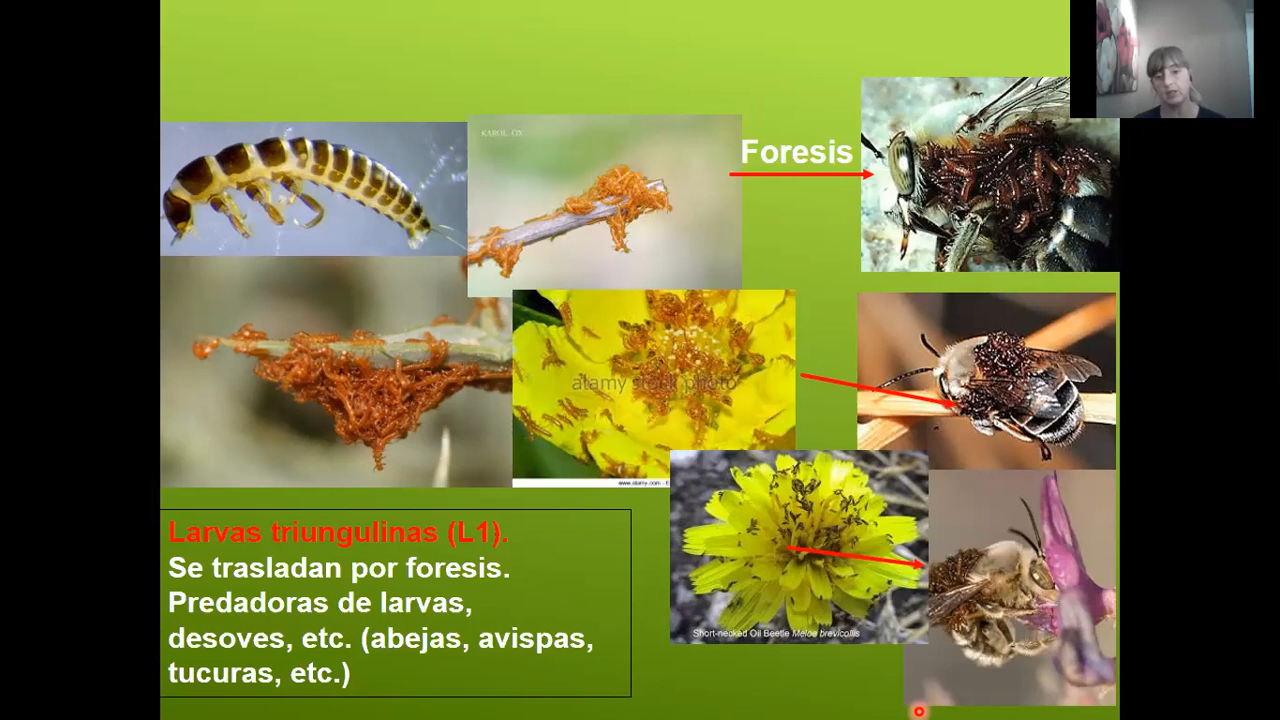 KAROL OX
Foresis
alamy stock photo
www.alamy.com - E
Short-necked Oil Beetle Meloe brevicollis
Larvas triungulinas (L1).
Se trasladan por foresis.
Predadoras de larvas,
desoves, etc. (abejas, avispas,
tucuras, etc.)